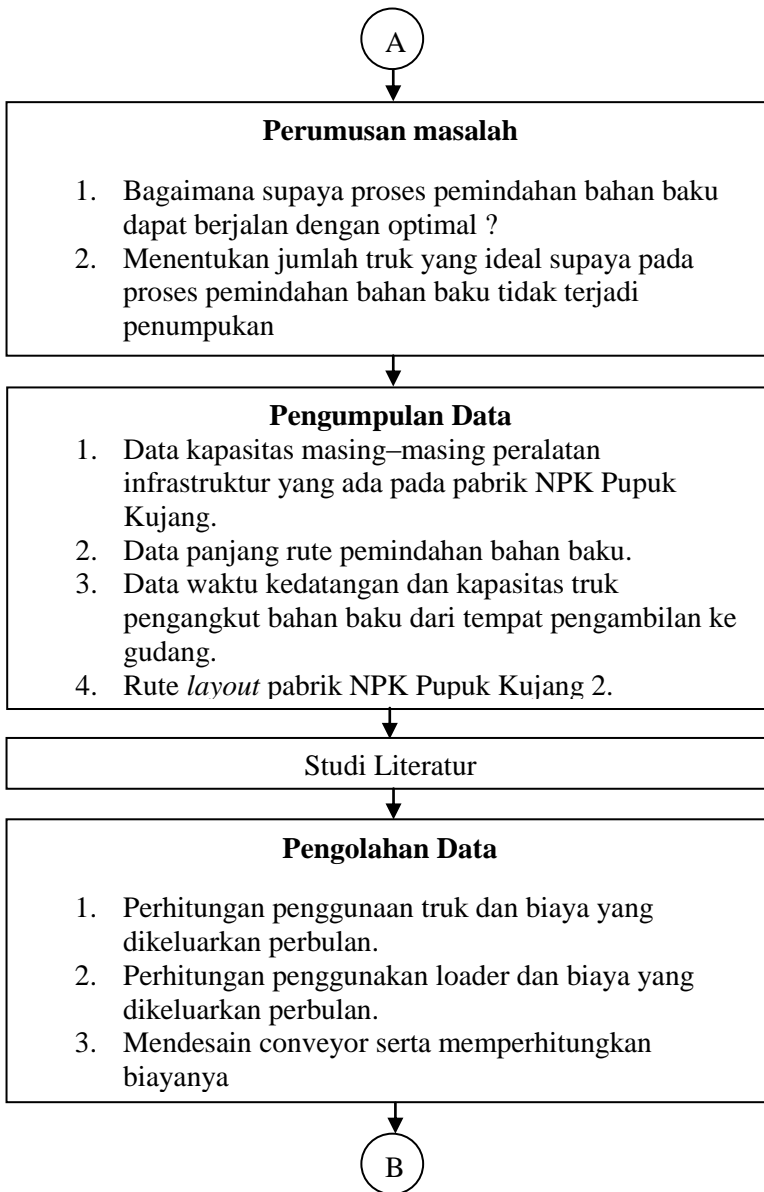 A
Perumusan masalah
1. Bagaimana supaya proses pemindahan bahan baku
dapat berjalan dengan optimal ?
2. Menentukan jumlah truk yang ideal supaya pada
proses pemindahan bahan baku tidak terjadi
penumpukan
Pengumpulan Data
1. Data kapasitas masing–masing peralatan
infrastruktur yang ada pada pabrik NPK Pupuk
Kujang.
2. Data panjang rute pemindahan bahan baku.
3. Data waktu kedatangan dan kapasitas truk
pengangkut bahan baku dari tempat pengambilan ke
gudang.
4. Rute layout pabrik NPK Pupuk Kujang 2.
Studi Literatur
Pengolahan Data
1. Perhitungan penggunaan truk dan biaya yang
dikeluarkan perbulan.
2. Perhitungan penggunakan loader dan biaya yang
dikeluarkan perbulan.
3. Mendesain conveyor serta memperhitungkan
biayanya
B